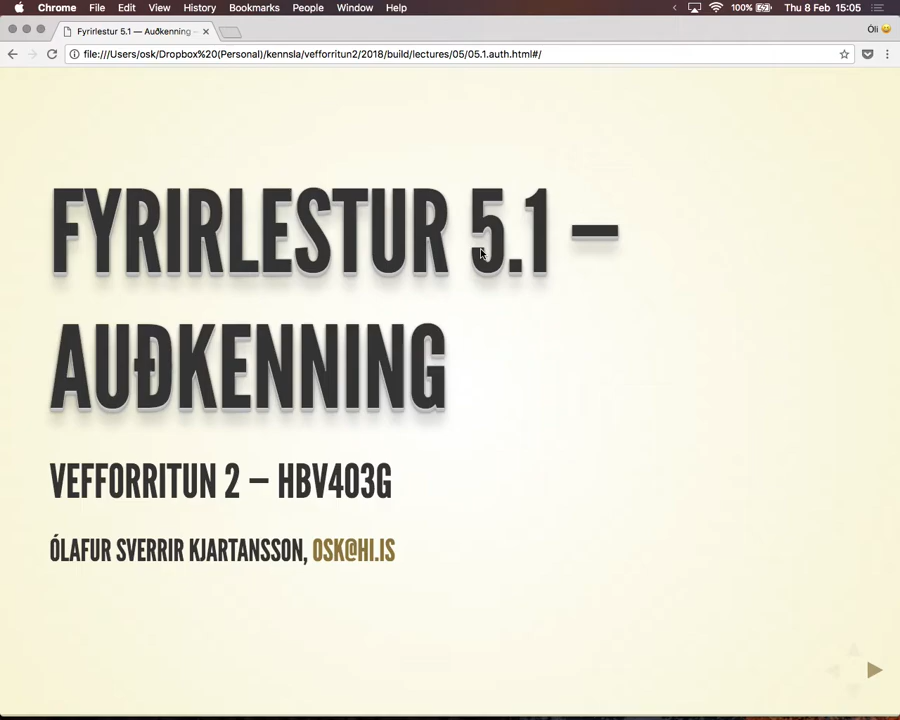 Chrome File Edit View History Bookmarks People Window Help 100% Thu 8 Feb 15:05
Fyrirlestur 5.1 — Auðkenning – Óli
file:///Users/osk/Dropbox%20(Personal)/kennsla/vefforritun2/2018/build/lectures/05/05.1.auth.html#/
FYRIRLESTUR 5.1 —
AUÐKENNING
VEFFORRITUN 2 — HBV403G
ÓLAFUR SVERRIR KJARTANSSON, OSK@HI.IS